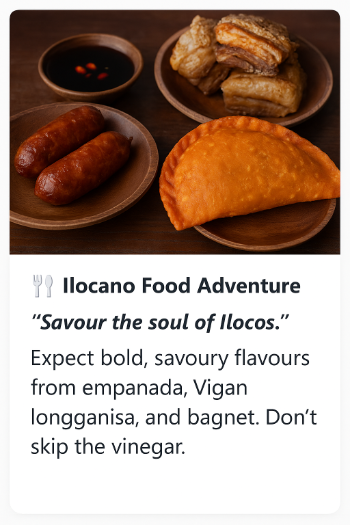 🍽️ Ilocano Food Adventure
“Savour the soul of Ilocos.”
Expect bold, savoury flavours
from empanada, Vigan
longganisa, and bagnet. Don’t
skip the vinegar.